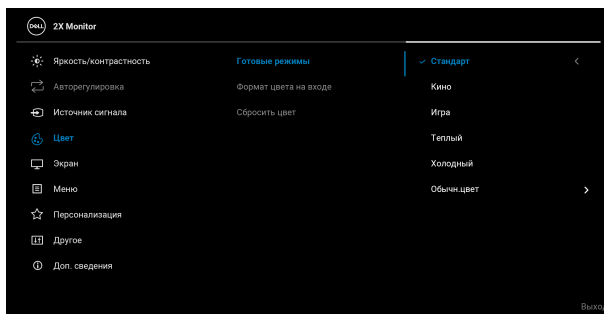 DELL 2X Monitor
Яркость/контрастность Готовые режимы Стандарт
Авторегулировка Формат цвета на входе Кино
Источник сигнала Сбросить цвет Игра
Цвет Теплый
Экран Холодный
Меню Обычн.цвет
Персонализация
Другое
Доп. сведения
Выход